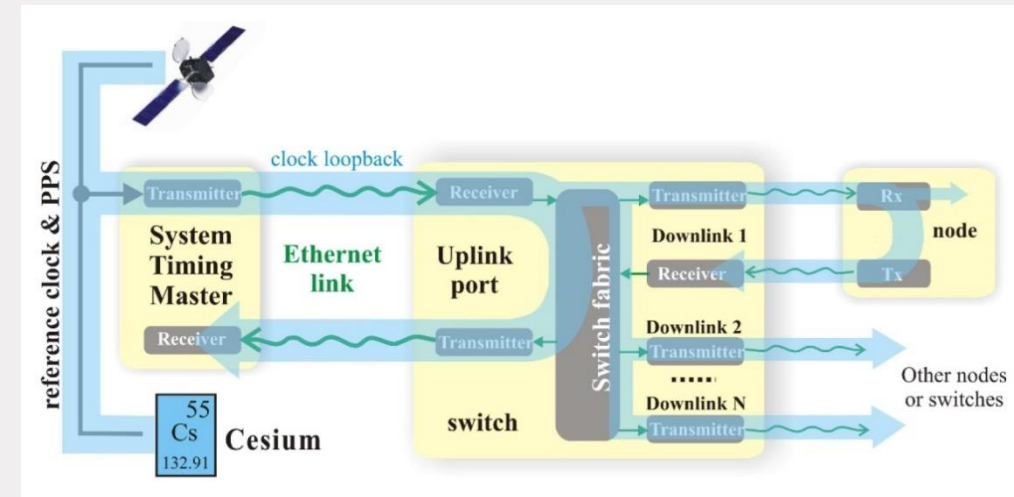 reference clock & PPS
clock loopback
Transmitter
System
Timing
Master
Receiver
Ethernet
link
Receiver
Uplink
port
Transmitter
switch
Switch fabric
Transmitter
Downlink 1
Receiver
Downlink 2
Transmitter
......
Downlink N
Transmitter
Rx
node
Tx
Other nodes
or switches
55
Cs
132.91
Cesium